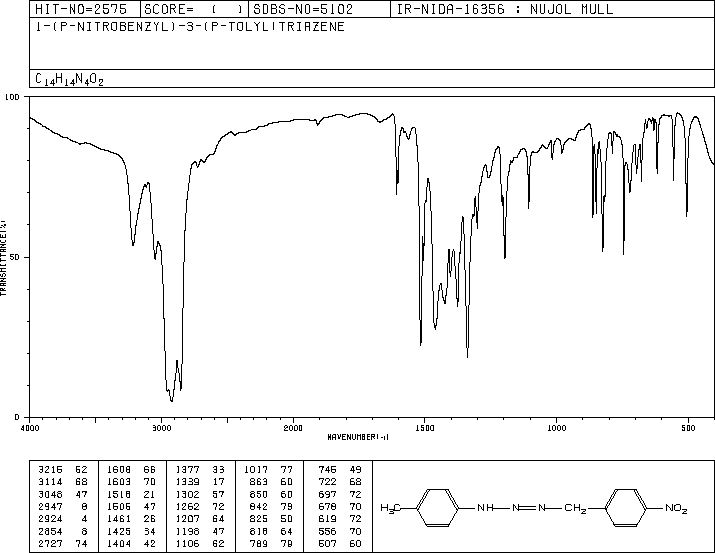 HIT-NO=2575 SCORE= ( ) SDBS-NO=5102 IR-NIDA-16356 : NUJOL MULL
1-(P-NITROBENZYL)-3-(P-TOLYL)TRIAZENE
C14H14N4O2
100
50
0
TRANSMITTANCE(%)
4000 3000 2000 1500 1000 500
WAVENUMBER(-1)
3215 52 1608 66 1377 33 1017 77 745 49
3114 68 1603 70 1339 17 863 60 722 68
3048 47 1518 21 1302 57 850 60 697 72
2947 8 1506 47 1262 72 842 79 678 70
2924 4 1461 26 1207 64 825 50 619 72
2854 8 1425 34 1198 47 818 64 556 70
2727 74 1404 42 1106 62 789 79 507 60
H3C NH N N CH2 NO2